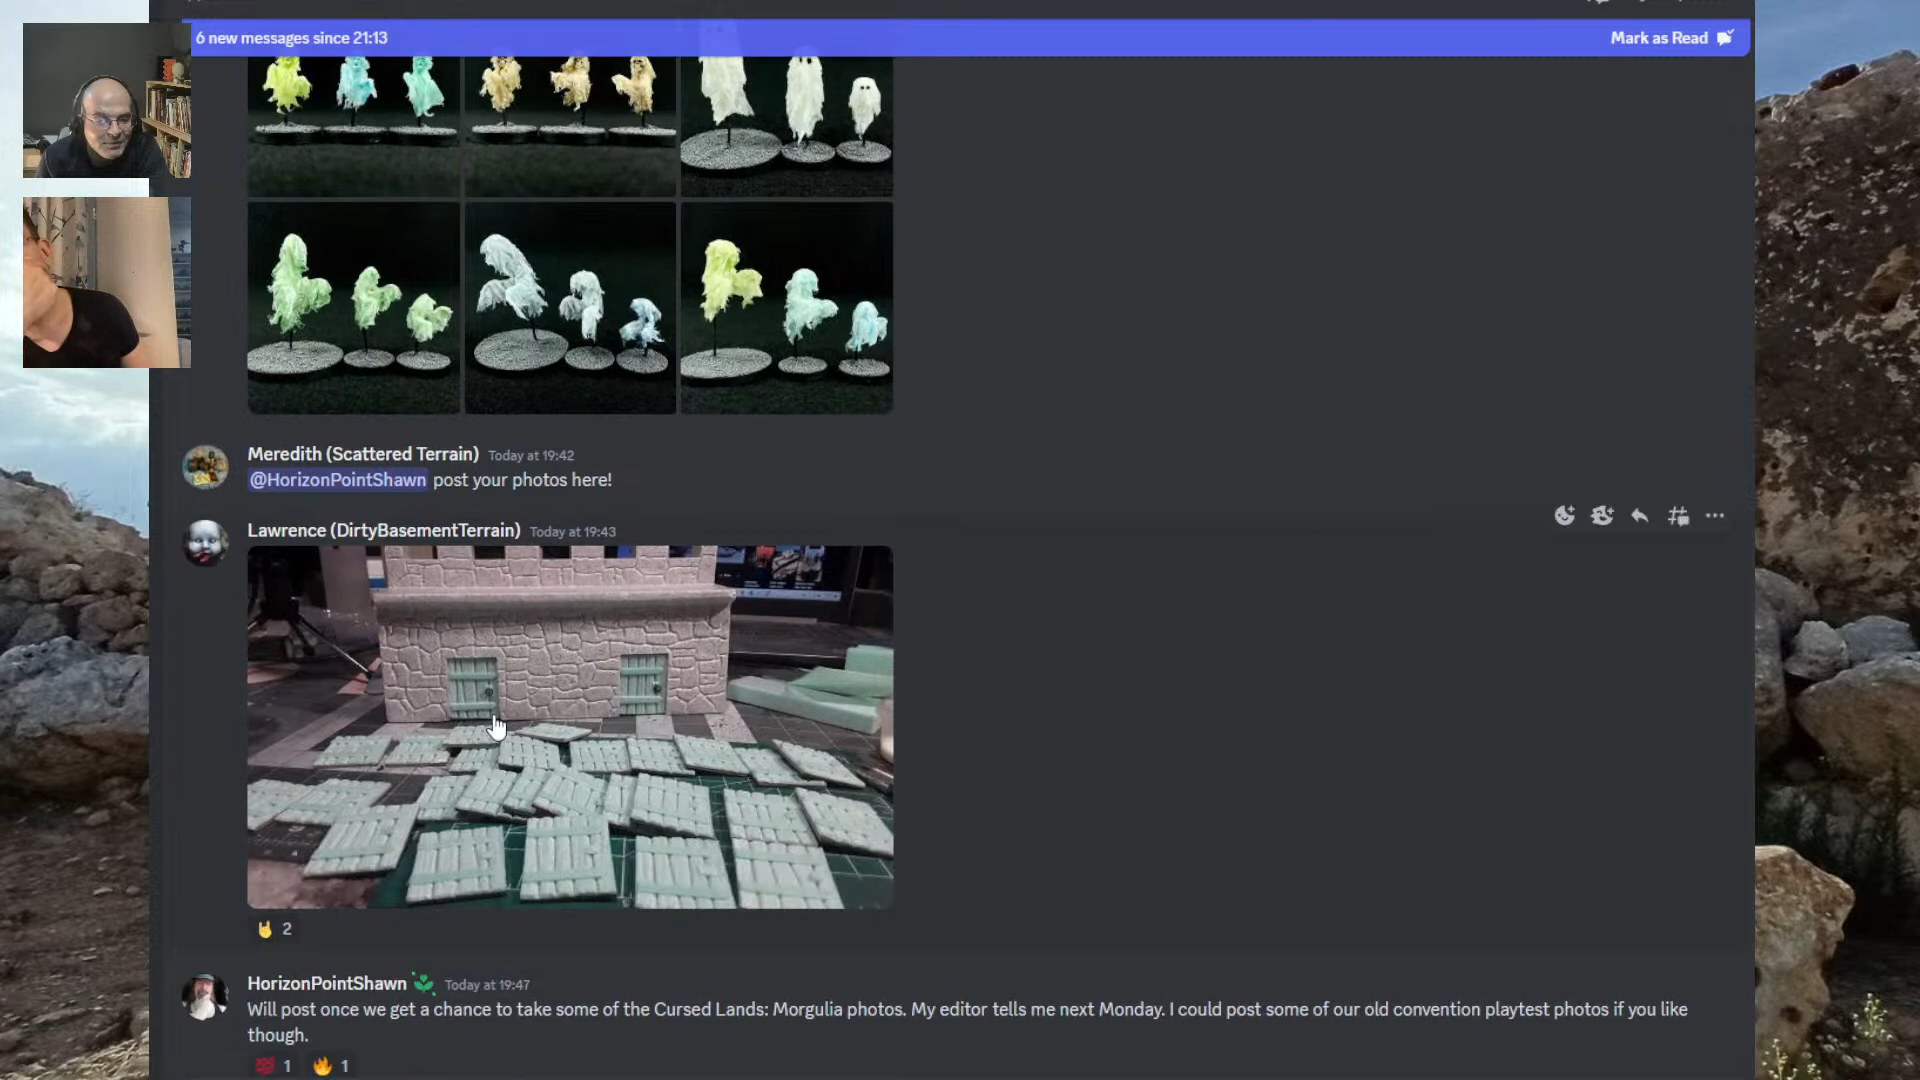 6 new messages since 21:13
Mark as Read
Meredith (Scattered Terrain) Today at 19:42
@HorizonPointShawn post your photos here!
Lawrence (DirtyBasementTerrain) Today at 19:43
2
HorizonPointShawn Today at 19:47
Will post once we get a chance to take some of the Cursed Lands: Morgulia photos. My editor tells me next Monday. I could post some of our old convention playtest photos if you like
though.
1 1